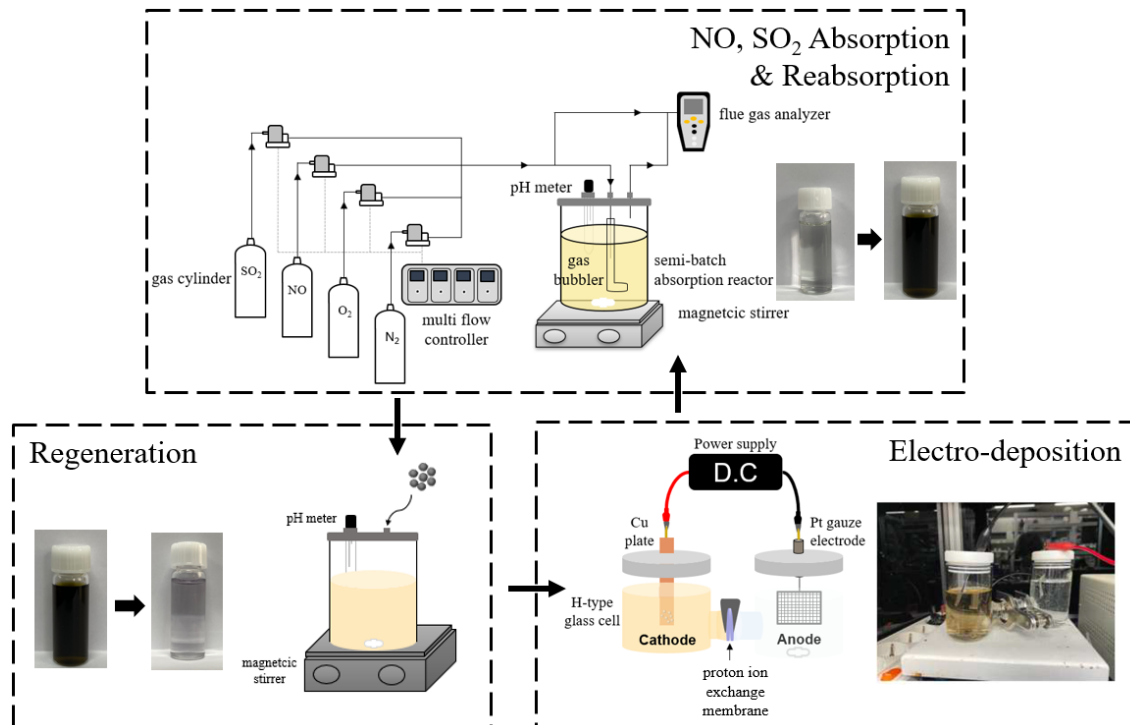 NO, SO₂ Absorption
& Reabsorption
flue gas analyzer
pH meter
gas cylinder
SO₂
NO
O₂
N₂
multi flow
controller
gas
bubbler
semi-batch
absorption reactor
magnetcic stirrer
Regeneration
pH meter
magnetcic
stirrer
Electro-deposition
Power supply
D.C
Cu
plate
Pt gauze
electrode
H-type
glass cell
Cathode
Anode
proton ion
exchange
membrane